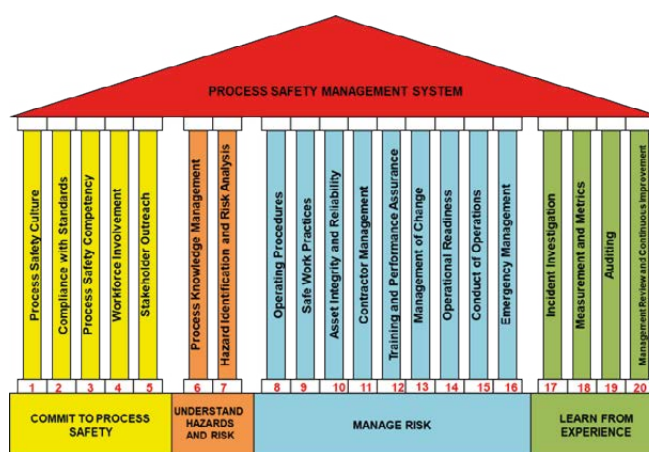 PROCESS SAFETY MANAGEMENT SYSTEM
Process Safety Culture
Compliance with Standards
Process Safety Competency
Workforce Involvement
Stakeholder Outreach
Process Knowledge Management
Hazard Identification and Risk Analysis
Operating Procedures
Safe Work Practices
Asset Integrity and Reliability
Contractor Management
Training and Performance Assurance
Management of Change
Operational Readiness
Conduct of Operations
Emergency Management
Incident Investigation
Measurement and Metrics
Auditing
Management Review and Continuous Improvement
1 2 3 4 5 6 7 8 9 10 11 12 13 14 15 16 17 18 19 20
COMMIT TO PROCESS
SAFETY
UNDERSTAND
HAZARDS
AND RISK
MANAGE RISK
LEARN FROM
EXPERIENCE